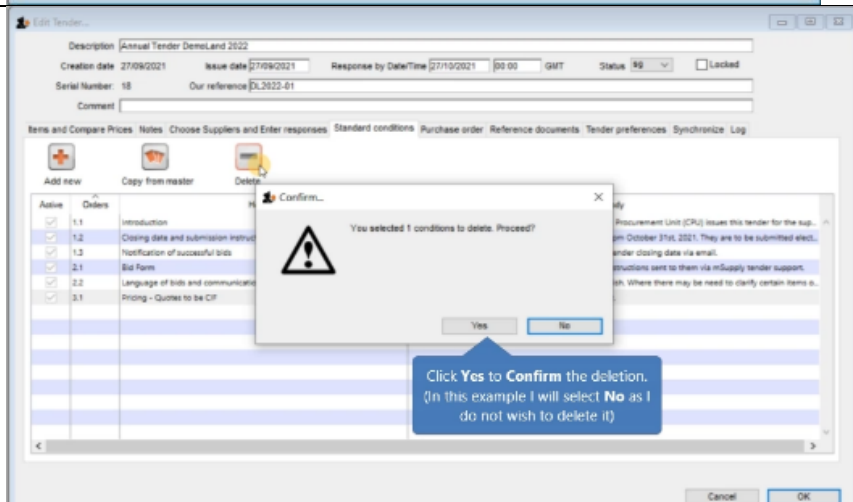 Edit Tender...
Description Annual Tender DemoLand 2022
Creation date 27/09/2021 Issue date 27/09/2021 Response by Date/Time 27/10/2021 00:00 GMT Status sg Locked
Serial Number: 18 Our reference DL2022-01
Comment
Items and Compare Prices Notes Choose Suppliers and Enter responses Standard conditions Purchase order Reference documents Tender preferences Synchronize Log
Add new Copy from master Delete
Active Orders
1.1 Introduction Procurement Unit (CPU) issues this tender for the sup...
1.2 Closing date and submission instruct pm October 31st, 2021. They are to be submitted elect...
1.3 Notification of successful bids ender closing date via email.
2.1 Bid Form structions sent to them via mSupply tender support.
2.2 Language of bids and communicatio sh. Where there may be need to clarify certain items o...
3.1 Pricing - Quotes to be CIF
Confirm...
You selected 1 conditions to delete. Proceed?
Yes No
Click Yes to Confirm the deletion.
(In this example I will select No as I
do not wish to delete it)
Cancel OK